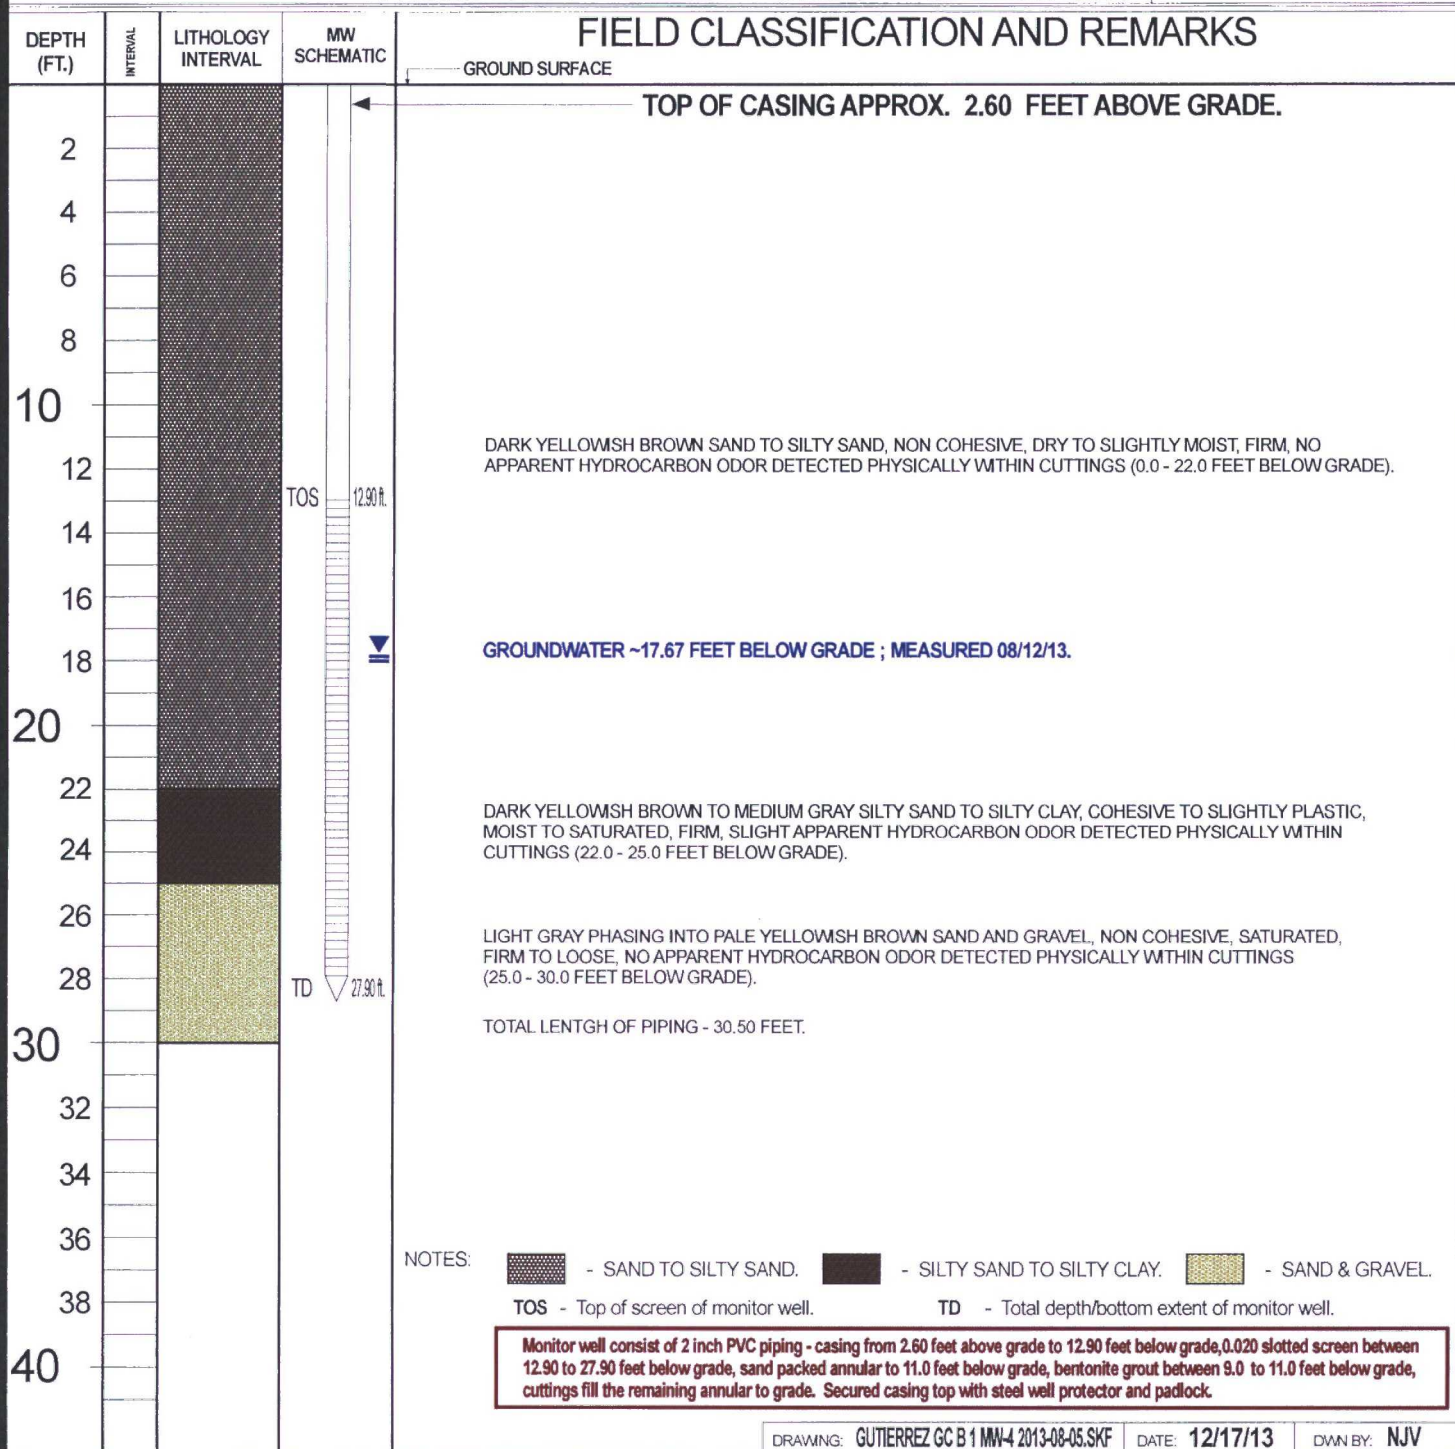 DEPTH
(FT.)
INTERVAL
LITHOLOGY
INTERVAL
MW
SCHEMATIC
FIELD CLASSIFICATION AND REMARKS
GROUND SURFACE
TOP OF CASING APPROX. 2.60 FEET ABOVE GRADE.
2
4
6
8
10
DARK YELLOWISH BROWN SAND TO SILTY SAND, NON COHESIVE, DRY TO SLIGHTLY MOIST, FIRM, NO
APPARENT HYDROCARBON ODOR DETECTED PHYSICALLY WITHIN CUTTINGS (0.0 - 22.0 FEET BELOW GRADE).
12
TOS 12.90 ft.
14
16
GROUNDWATER ~17.67 FEET BELOW GRADE ; MEASURED 08/12/13.
18
20
22
DARK YELLOWISH BROWN TO MEDIUM GRAY SILTY SAND TO SILTY CLAY, COHESIVE TO SLIGHTLY PLASTIC,
MOIST TO SATURATED, FIRM, SLIGHT APPARENT HYDROCARBON ODOR DETECTED PHYSICALLY WITHIN
CUTTINGS (22.0 - 25.0 FEET BELOW GRADE).
24
26
LIGHT GRAY PHASING INTO PALE YELLOWISH BROWN SAND AND GRAVEL, NON COHESIVE, SATURATED,
FIRM TO LOOSE, NO APPARENT HYDROCARBON ODOR DETECTED PHYSICALLY WITHIN CUTTINGS
(25.0 - 30.0 FEET BELOW GRADE).
28
TD 27.90 ft.
TOTAL LENTGH OF PIPING - 30.50 FEET.
30
32
34
36
38
40
NOTES:
- SAND TO SILTY SAND. - SILTY SAND TO SILTY CLAY. - SAND & GRAVEL.
TOS - Top of screen of monitor well. TD - Total depth/bottom extent of monitor well.
Monitor well consist of 2 inch PVC piping - casing from 2.60 feet above grade to 12.90 feet below grade,0.020 slotted screen between
12.90 to 27.90 feet below grade, sand packed annular to 11.0 feet below grade, bentonite grout between 9.0 to 11.0 feet below grade,
cuttings fill the remaining annular to grade. Secured casing top with steel well protector and padlock.
DRAWING: GUTIERREZ GC B 1 MW-4 2013-08-05.SKF DATE: 12/17/13 DWN BY: NJV